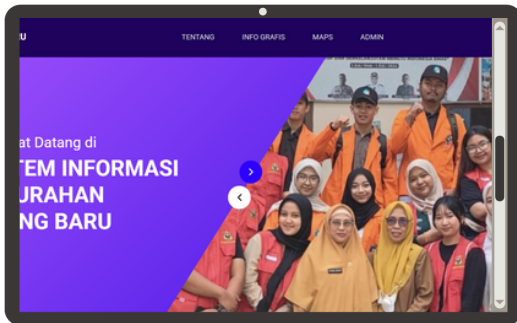 U
TENTANG INFO GRAFIS MAPS ADMIN
at Datang di
TEM INFORMASI
URAHAN
NG BARU